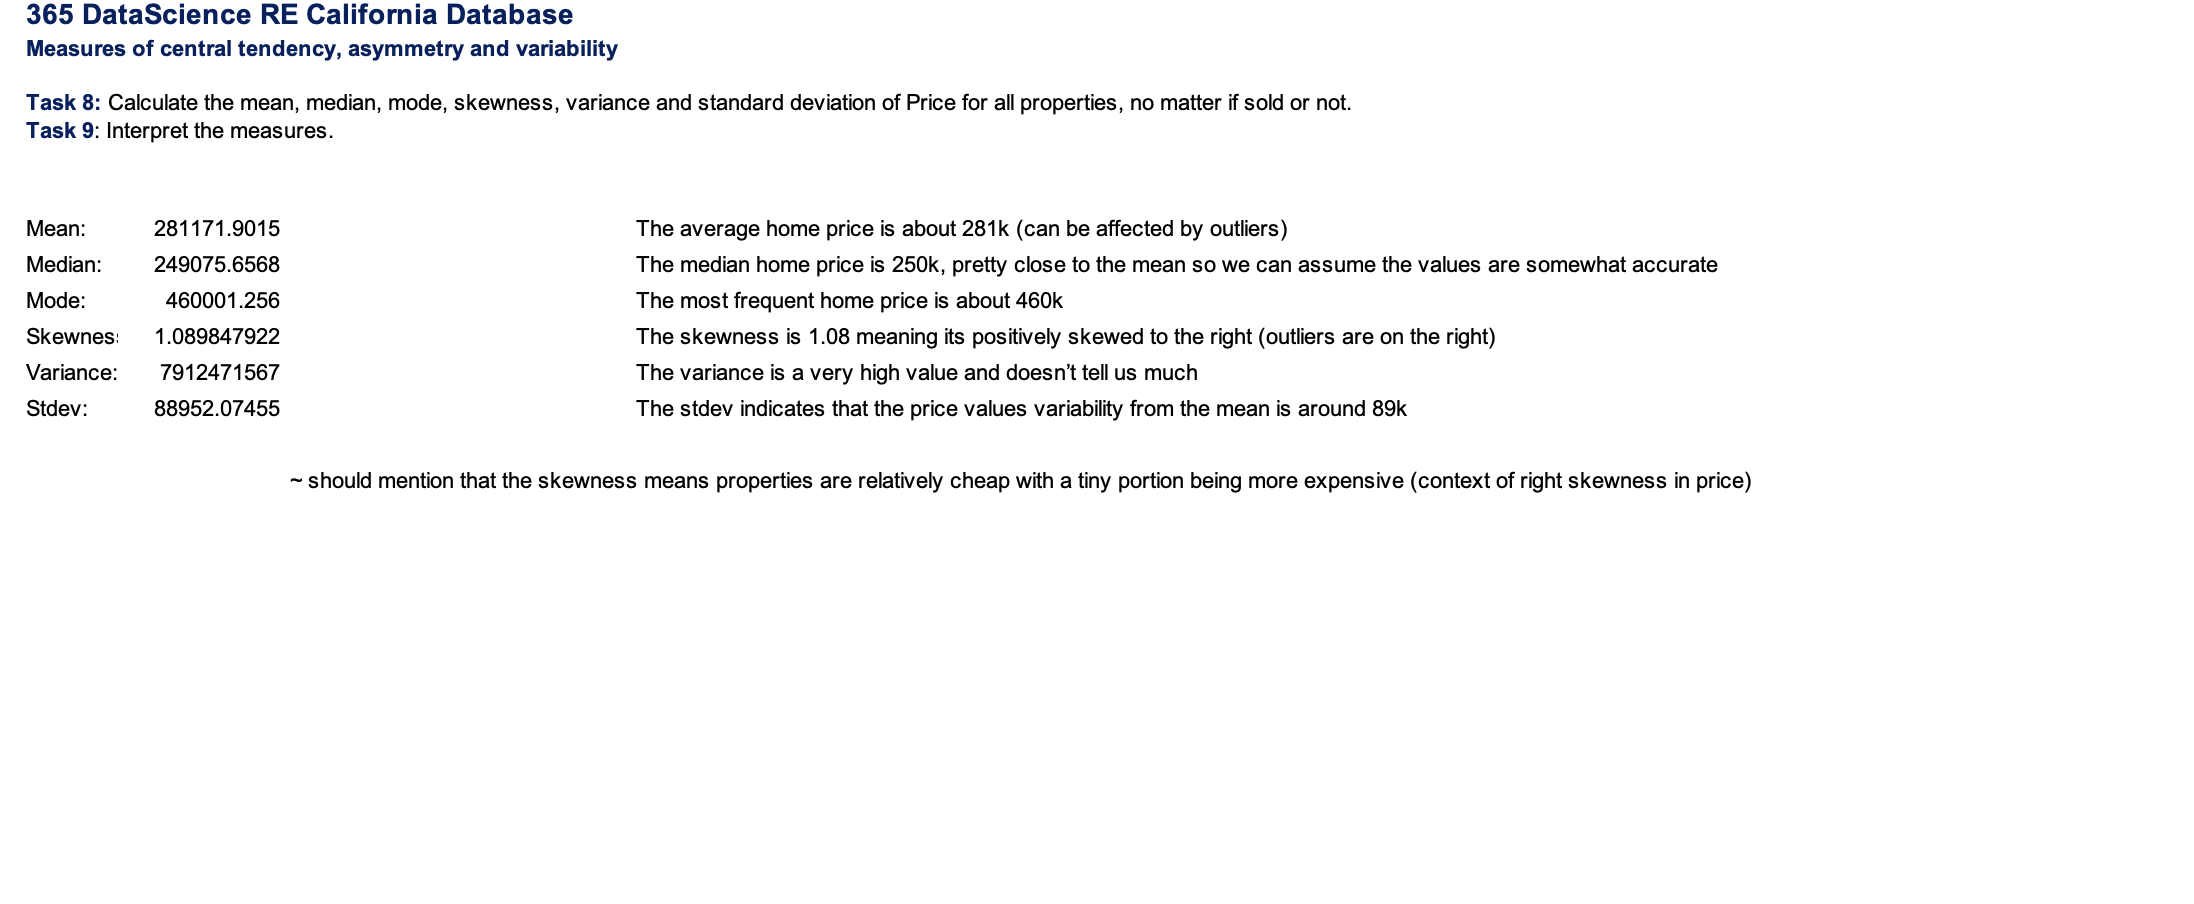 365 DataScience RE California Database
Measures of central tendency, asymmetry and variability
Task 8: Calculate the mean, median, mode, skewness, variance and standard deviation of Price for all properties, no matter if sold or not.
Task 9: Interpret the measures.
Mean: 281171.9015 The average home price is about 281k (can be affected by outliers)
Median: 249075.6568 The median home price is 250k, pretty close to the mean so we can assume the values are somewhat accurate
Mode: 460001.256 The most frequent home price is about 460k
Skewnes 1.089847922 The skewness is 1.08 meaning its positively skewed to the right (outliers are on the right)
Variance: 7912471567 The variance is a very high value and doesn’t tell us much
Stdev: 88952.07455 The stdev indicates that the price values variability from the mean is around 89k
~ should mention that the skewness means properties are relatively cheap with a tiny portion being more expensive (context of right skewness in price)